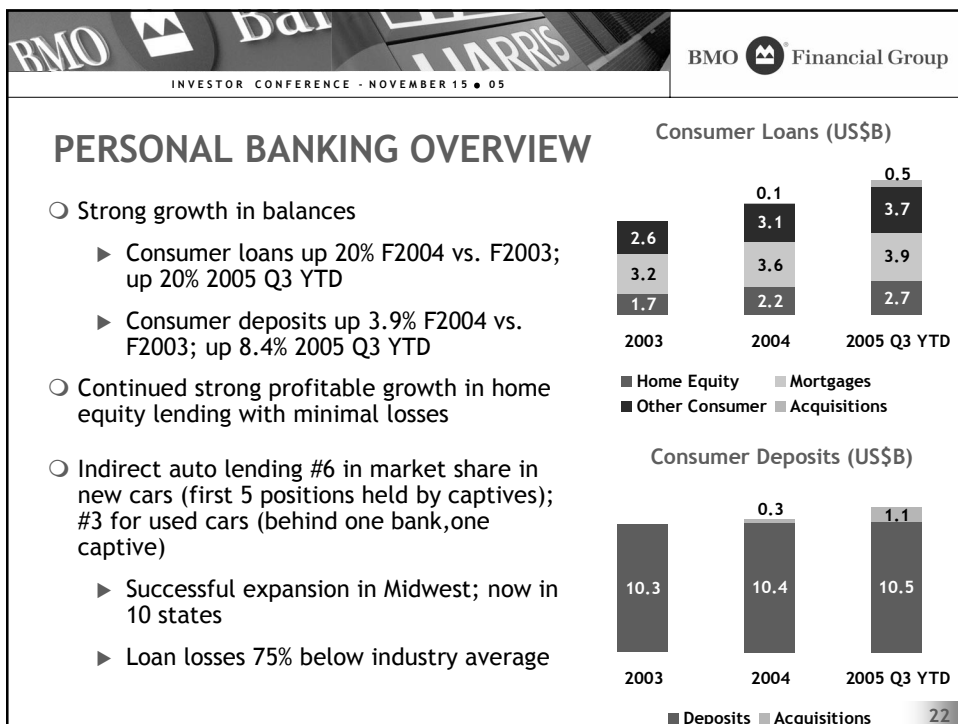 BMO
Ba
HARRIS
BMO Financial Group
INVESTOR CONFERENCE - NOVEMBER 15 ● 05
PERSONAL BANKING OVERVIEW
❍ Strong growth in balances
▶ Consumer loans up 20% F2004 vs. F2003;
up 20% 2005 Q3 YTD
▶ Consumer deposits up 3.9% F2004 vs.
F2003; up 8.4% 2005 Q3 YTD
❍ Continued strong profitable growth in home
equity lending with minimal losses
❍ Indirect auto lending #6 in market share in
new cars (first 5 positions held by captives);
#3 for used cars (behind one bank,one
captive)
▶ Successful expansion in Midwest; now in
10 states
▶ Loan losses 75% below industry average
Consumer Loans (US$B)
0.5
0.1
3.7
3.1
2.6
3.9
3.6
3.2
2.7
2.2
1.7
2003 2004 2005 Q3 YTD
Home Equity Mortgages
Other Consumer Acquisitions
Consumer Deposits (US$B)
0.3 1.1
10.3 10.4 10.5
2003 2004 2005 Q3 YTD
Deposits Acquisitions
22